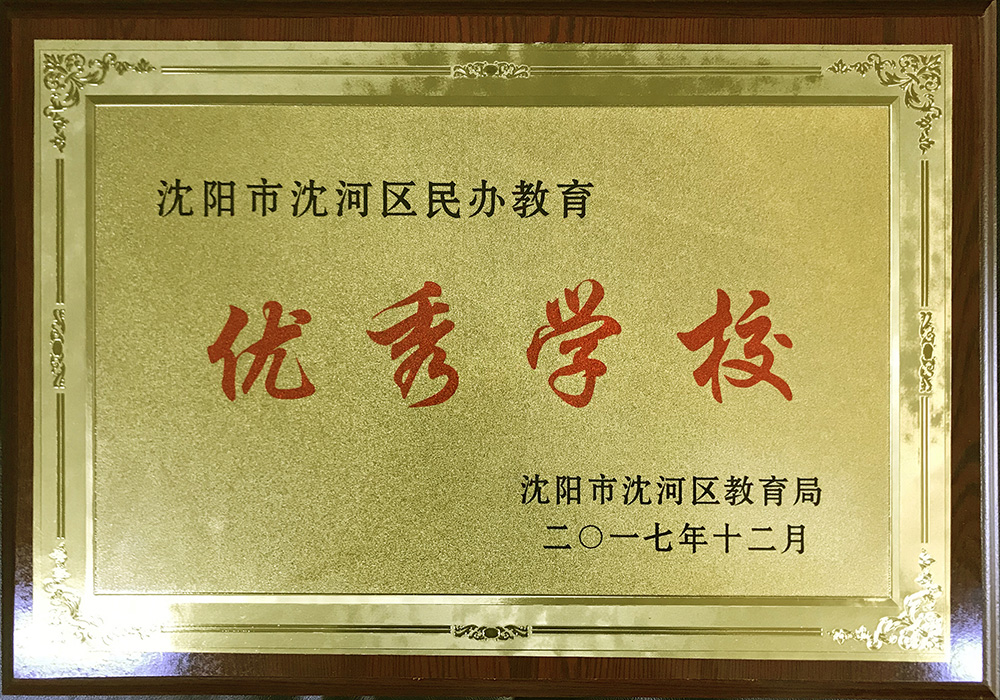 沈阳市沈河区民办教育
优秀学校
沈阳市沈河区教育局
二〇一七年十二月